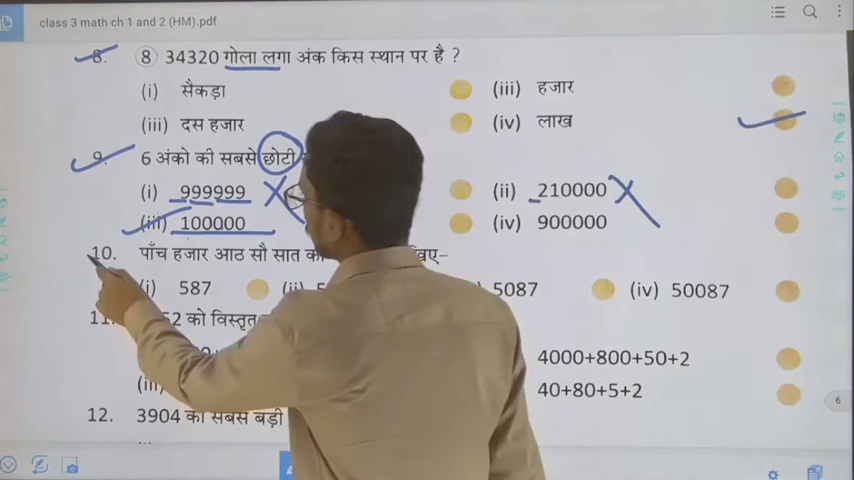 class 3 math ch 1 and 2 (HM).pdf
8. 8 34320 गोला लगा अंक किस स्थान पर है ?
(i) सैकड़ा (iii) हजार
(iii) दस हजार (iv) लाख
9. 6 अंको की सबसे छोटी
(i) 999999 (ii) 210000
(iii) 100000 (iv) 900000
10. पाँच हजार आठ सौ सात
(i) 587 (ii) 5087 (iv) 50087
को विस्तृत
4000+800+50+2
40+80+5+2
12. 3904 का सबसे बड़ी
6